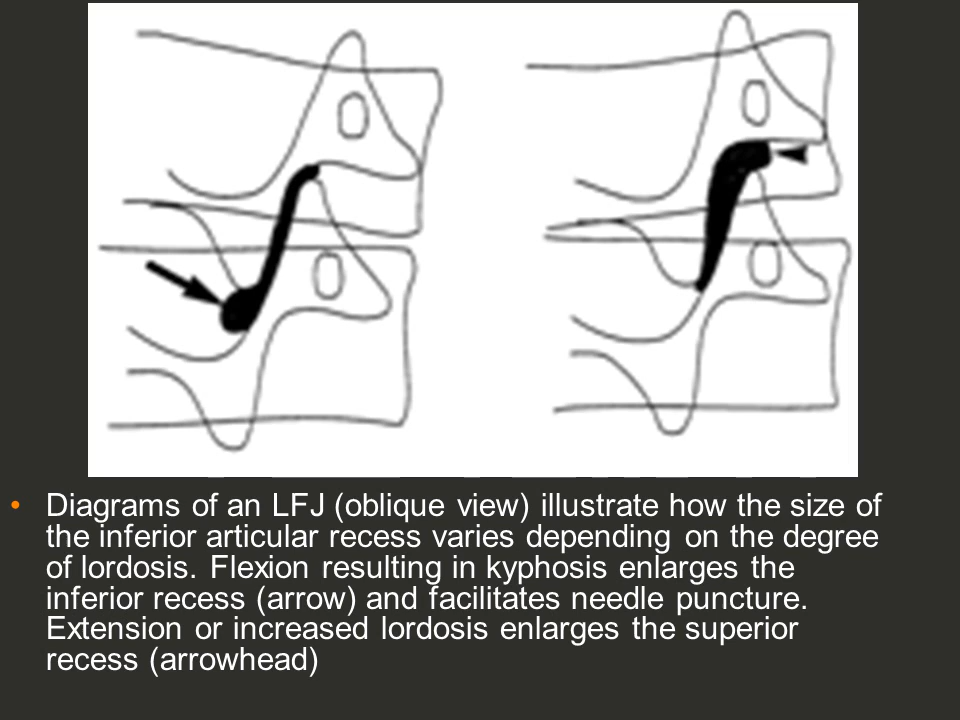 • Diagrams of an LFJ (oblique view) illustrate how the size of
the inferior articular recess varies depending on the degree
of lordosis. Flexion resulting in kyphosis enlarges the
inferior recess (arrow) and facilitates needle puncture.
Extension or increased lordosis enlarges the superior
recess (arrowhead)